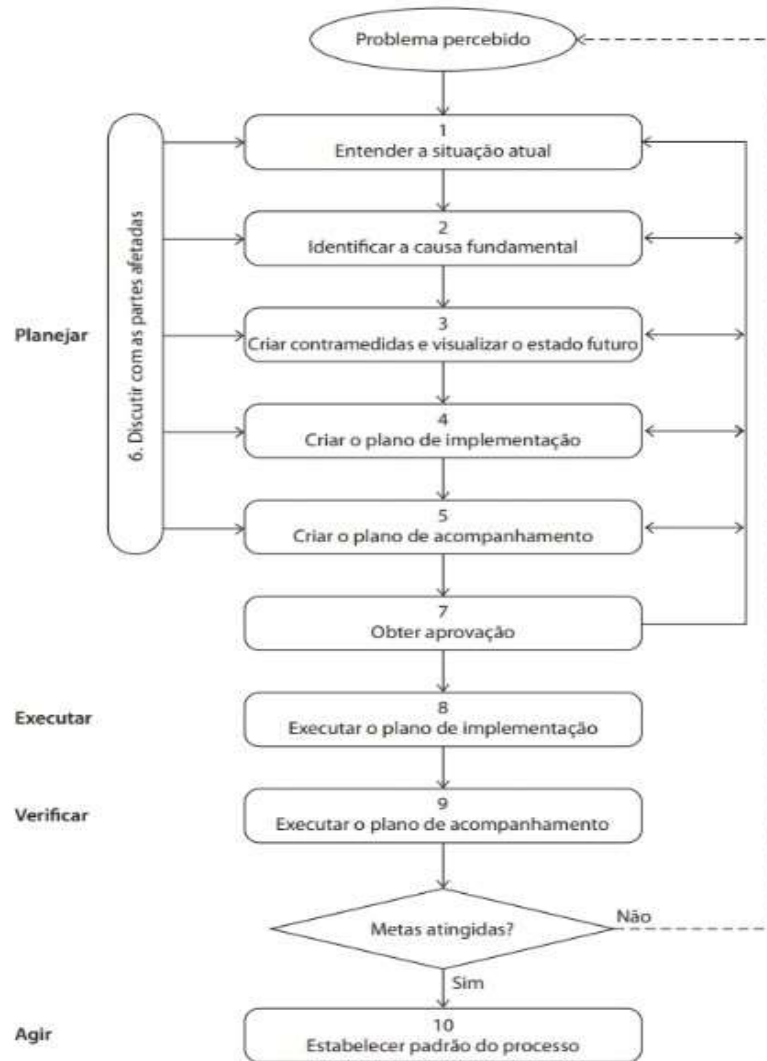 Problema percebido
1
Entender a situação atual
2
Identificar a causa fundamental
Planejar
6. Discutir com as partes afetadas
3
Criar contramedidas e visualizar o estado futuro
4
Criar o plano de implementação
5
Criar o plano de acompanhamento
7
Obter aprovação
Executar
8
Executar o plano de implementação
Verificar
9
Executar o plano de acompanhamento
Metas atingidas?
Não
Sim
Agir
10
Estabelecer padrão do processo